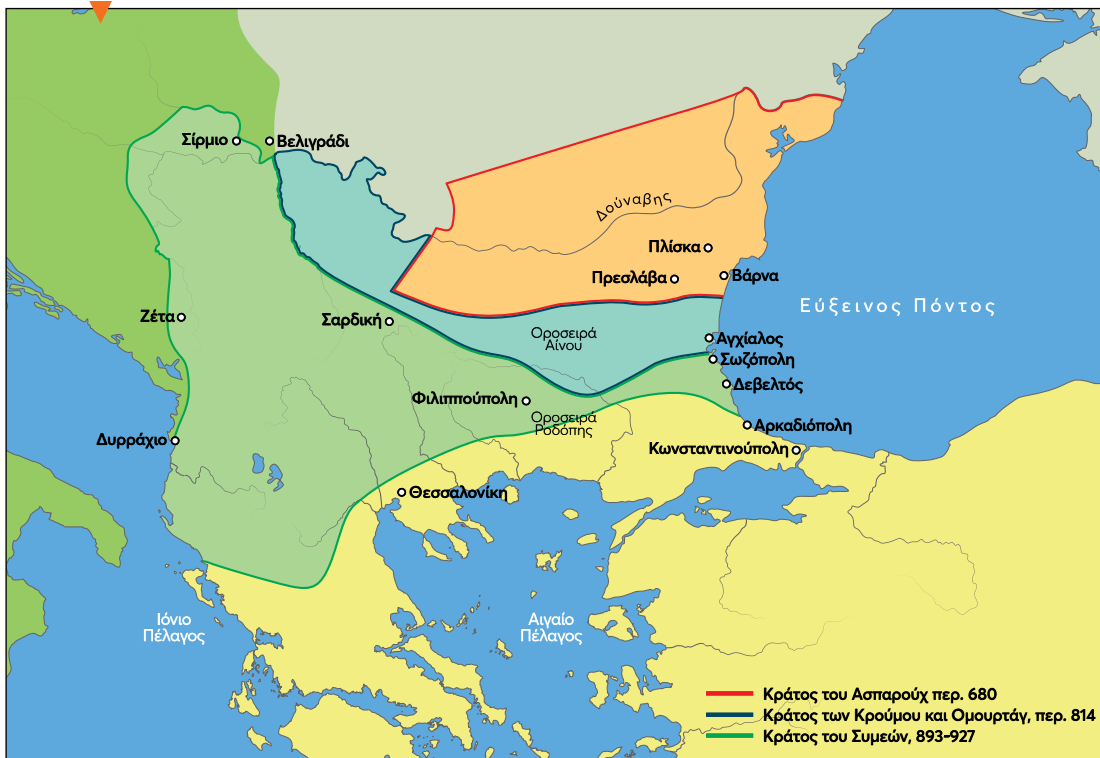 Σίρμιο
Βελιγράδι
Δούναβης
Πλίσκα
Πρεσλάβα
Βάρνα
Εύξεινος Πόντος
Ζέτα
Σαρδική
Οροσειρά
Αίνου
Αγχίαλος
Σωζόπολη
Δεβελτός
Φιλιππούπολη
Οροσειρά
Ροδόπης
Αρκαδιόπολη
Δυρράχιο
Κωνσταντινούπολη
Θεσσαλονίκη
Ιόνιο
Πέλαγος
Αιγαίο
Πέλαγος
Κράτος του Ασπαρούχ περ. 680
Κράτος των Κρούμου και Ομουρτάγ, περ. 814
Κράτος του Συμεών, 893-927